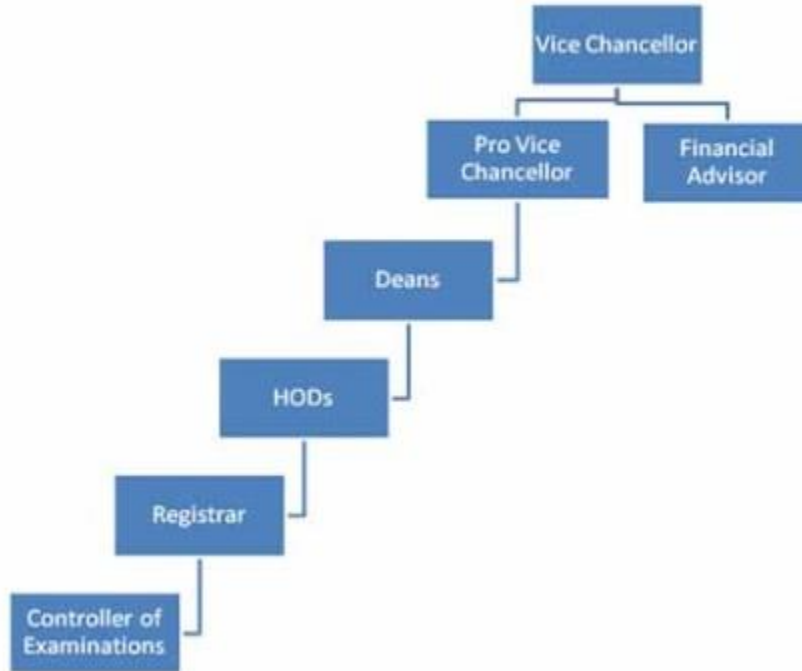 Vice Chancellor
Pro Vice
Chancellor
Financial
Advisor
Deans
HODs
Registrar
Controller of
Examinations